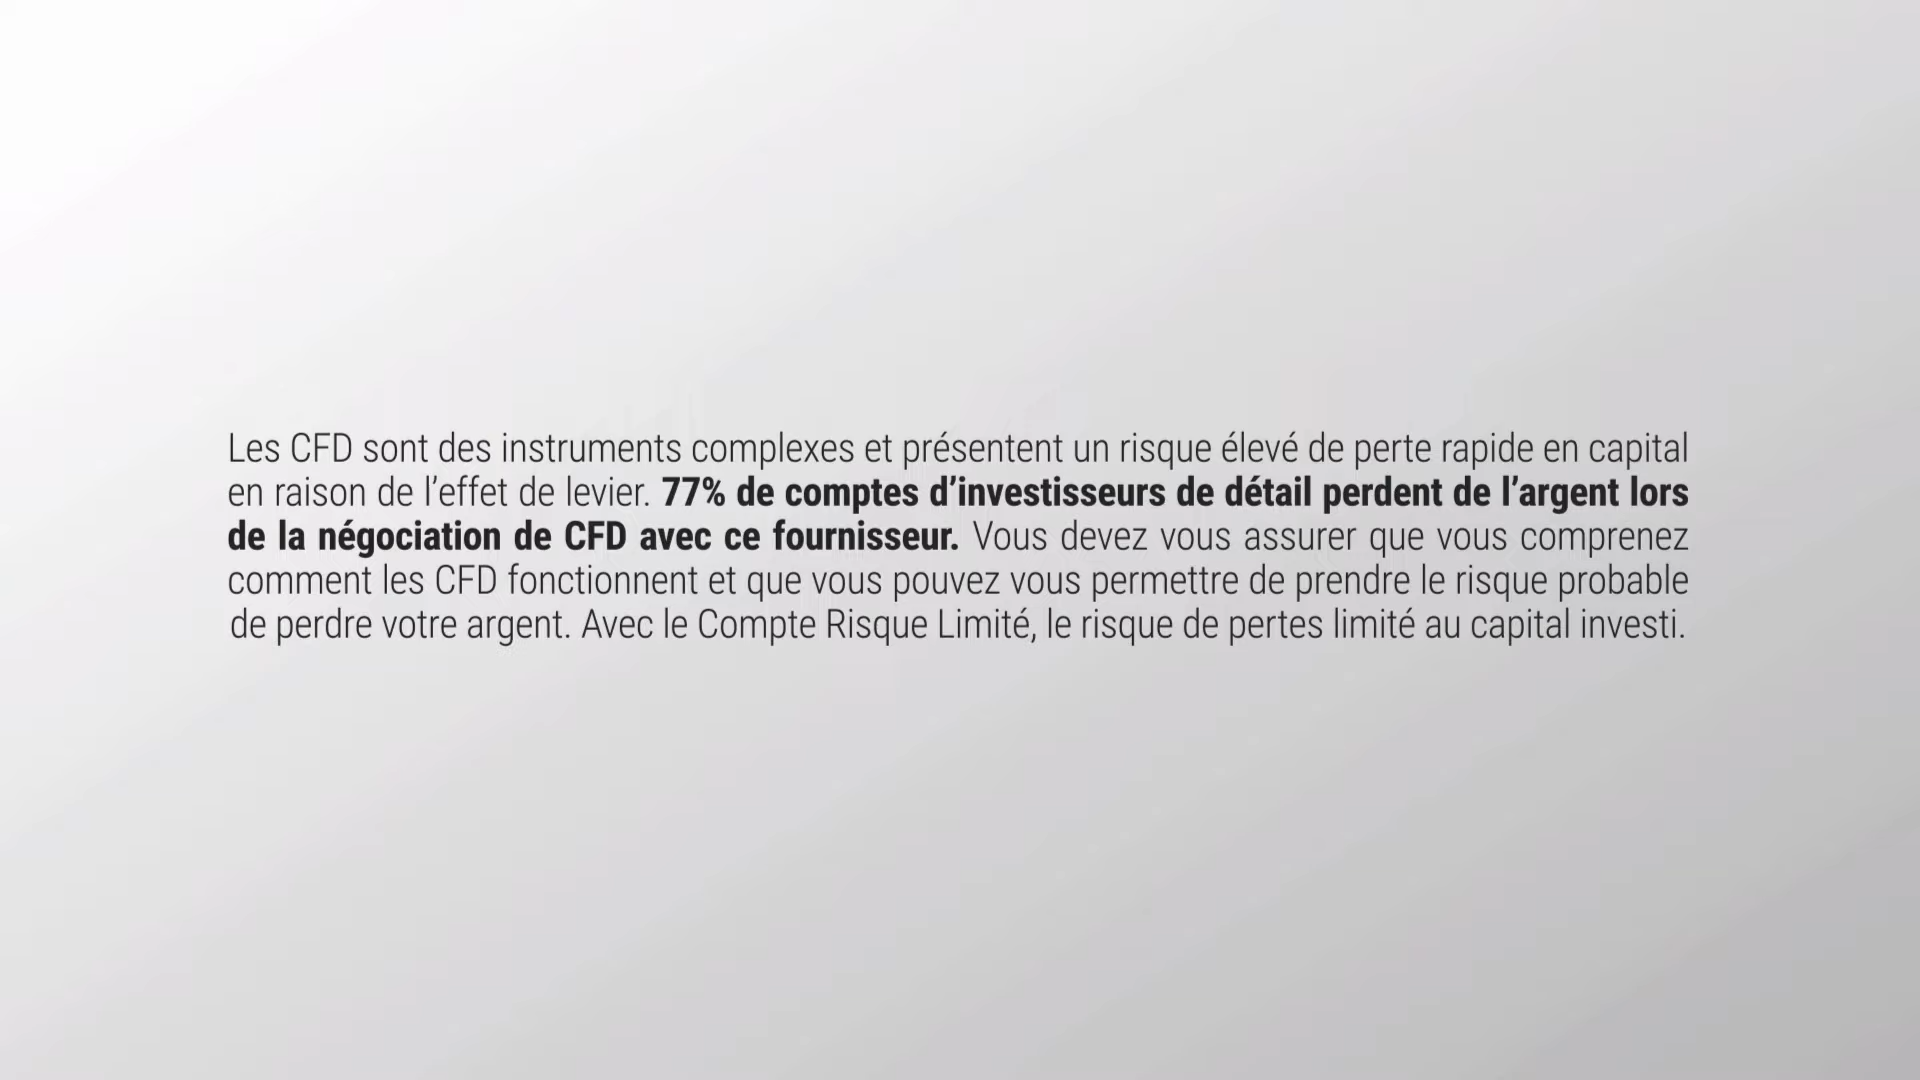 Les CFD sont des instruments complexes et présentent un risque élevé de perte rapide en capital
en raison de l’effet de levier. 77% de comptes d’investisseurs de détail perdent de l’argent lors
de la négociation de CFD avec ce fournisseur. Vous devez vous assurer que vous comprenez
comment les CFD fonctionnent et que vous pouvez vous permettre de prendre le risque probable
de perdre votre argent. Avec le Compte Risque Limité, le risque de pertes limité au capital investi.